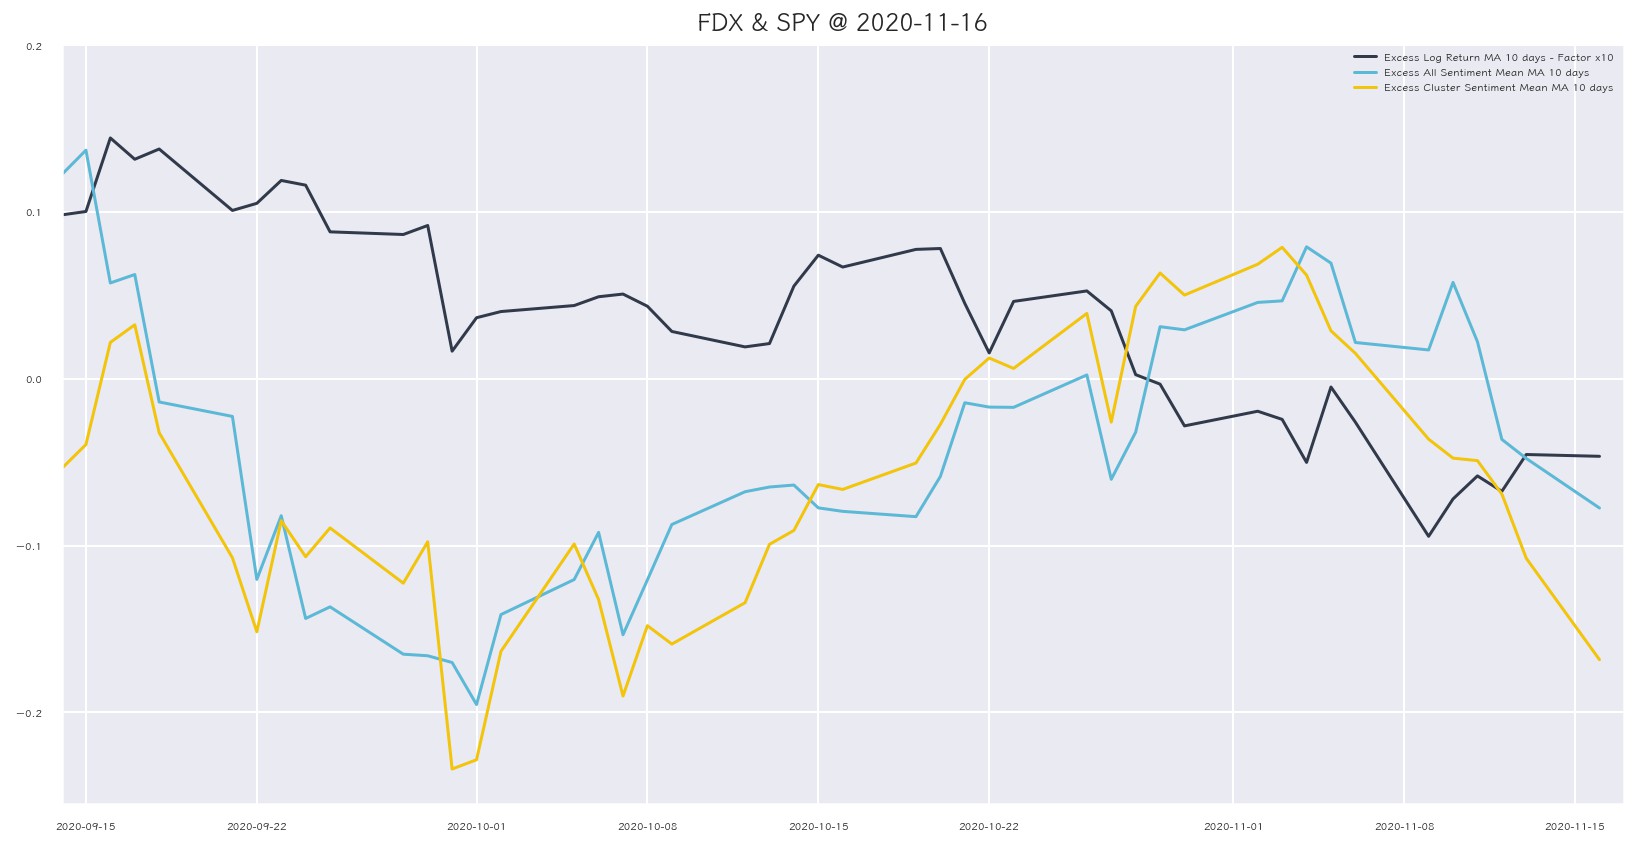 FDX & SPY @ 2020-11-16
Excess Log Return MA 10 days - Factor x10
Excess All Sentiment Mean MA 10 days
Excess Cluster Sentiment Mean MA 10 days
0.2
0.1
0.0
−0.1
−0.2
2020-09-15 2020-09-22 2020-10-01 2020-10-08 2020-10-15 2020-10-22 2020-11-01 2020-11-08 2020-11-15